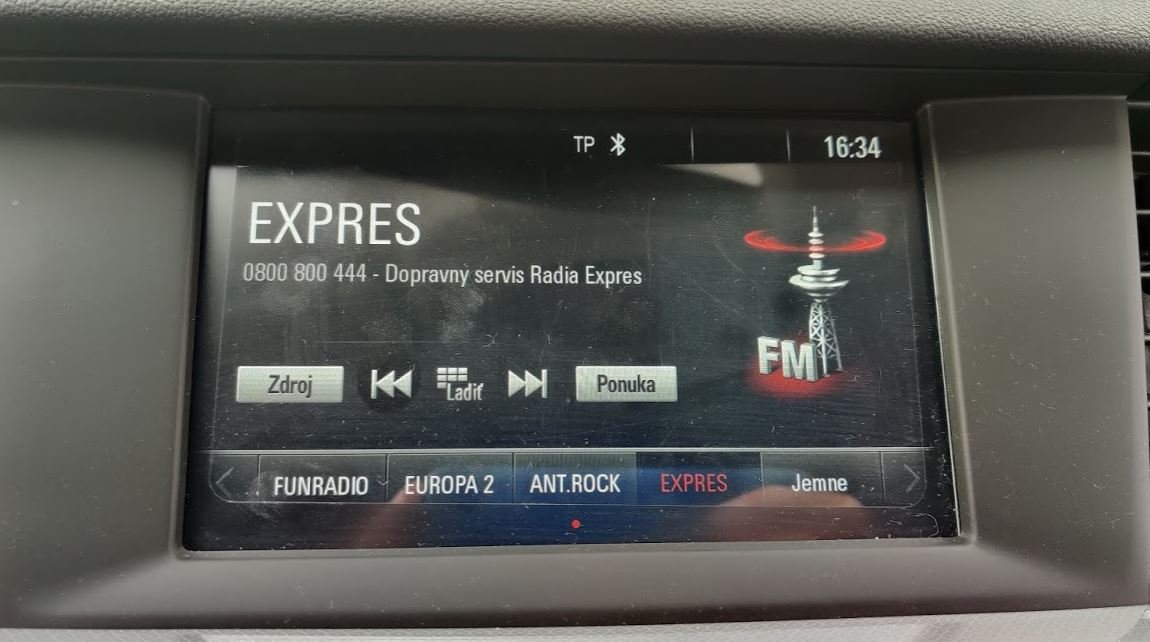 TP 16:34
EXPRES
0800 800 444 - Dopravny servis Radia Expres
FM
Zdroj Ladiť Ponuka
FUNRADIO EUROPA 2 ANT.ROCK EXPRES Jemne